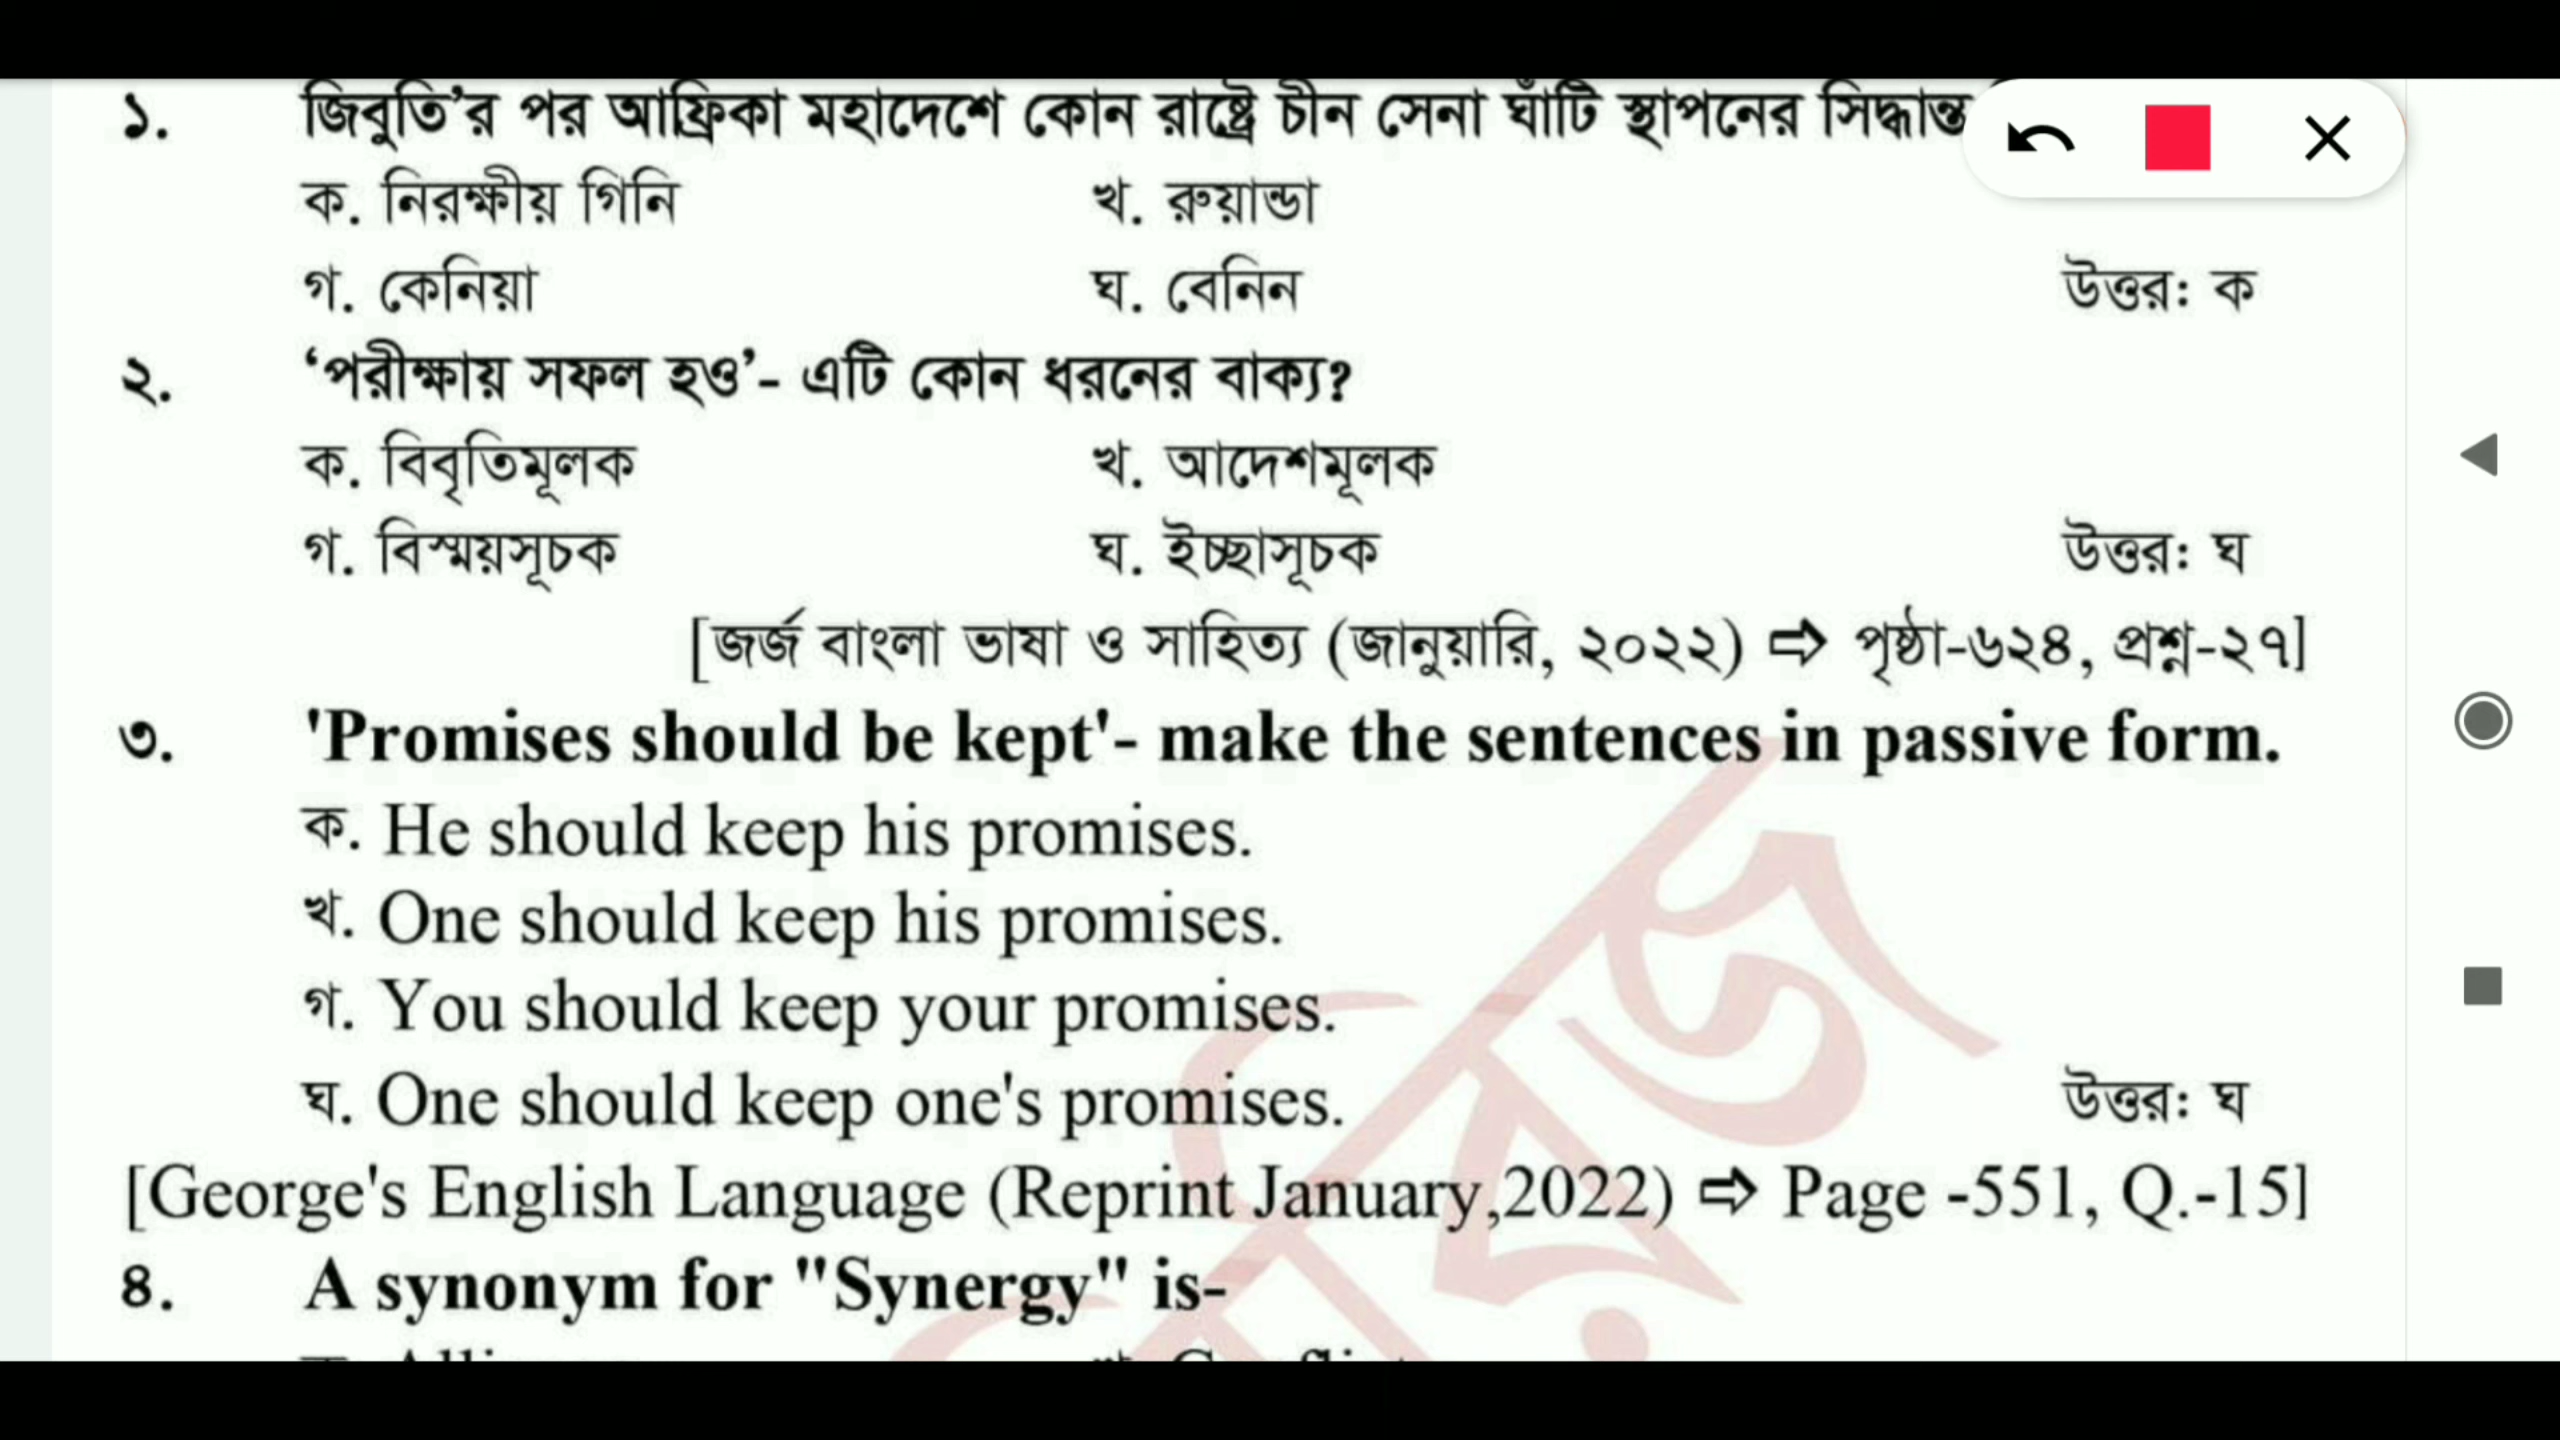 ১. জিবুতি’র পর আফ্রিকা মহাদেশে কোন রাষ্ট্রে চীন সেনা ঘাঁটি স্থাপনের সিদ্ধান্ত
ক. নিরক্ষীয় গিনি খ. রুয়ান্ডা
গ. কেনিয়া ঘ. বেনিন উত্তরঃ ক
২. ‘পরীক্ষায় সফল হও’- এটি কোন ধরনের বাক্য?
ক. বিবৃতিমূলক খ. আদেশমূলক
গ. বিস্ময়সূচক ঘ. ইচ্ছাসূচক উত্তরঃ ঘ
[জর্জ বাংলা ভাষা ও সাহিত্য (জানুয়ারি, ২০২২) ⇨ পৃষ্ঠা-৬২৪, প্রশ্ন-২৭]
৩. 'Promises should be kept'- make the sentences in passive form.
ক. He should keep his promises.
খ. One should keep his promises.
গ. You should keep your promises.
ঘ. One should keep one's promises. উত্তরঃ ঘ
[George's English Language (Reprint January,2022) ⇨ Page -551, Q.-15]
৪. A synonym for "Synergy" is-